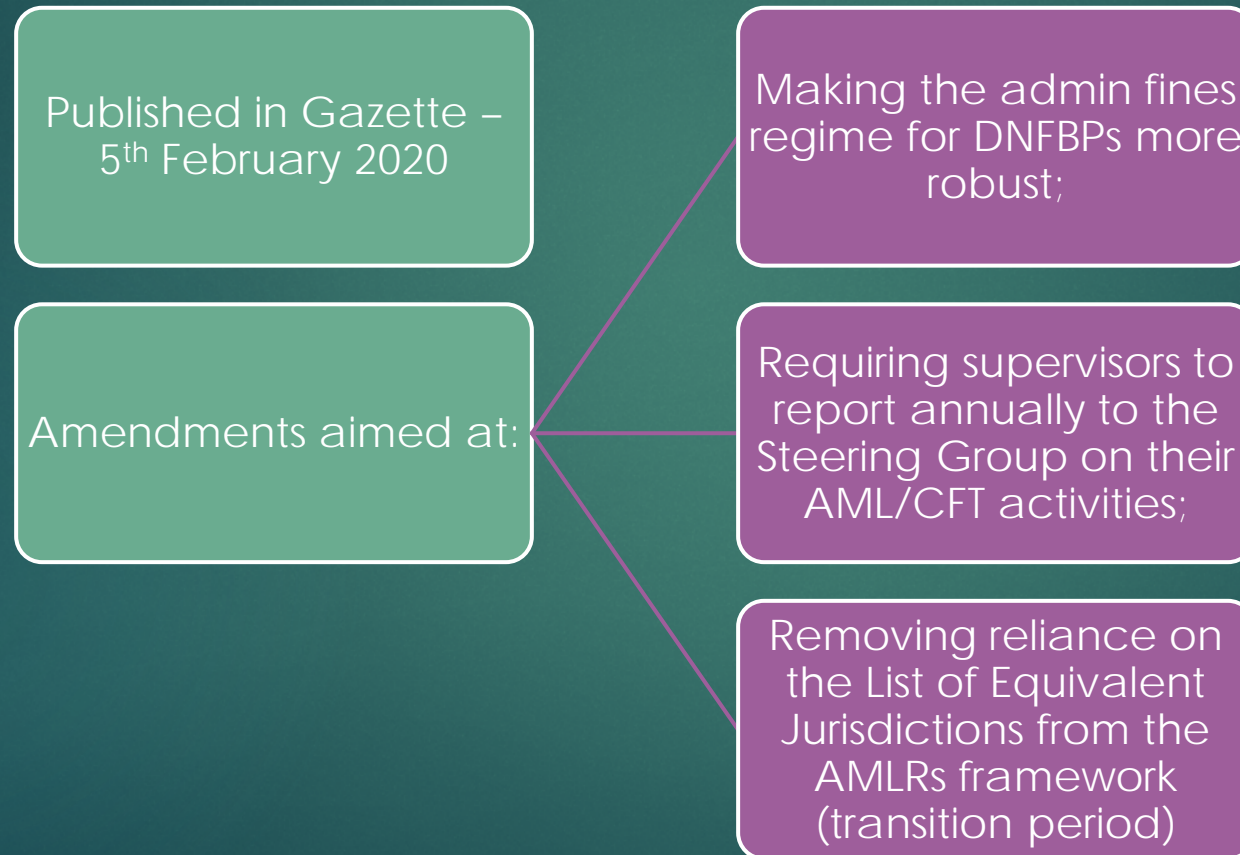 Published in Gazette –
5th February 2020
Amendments aimed at:
Making the admin fines
regime for DNFBPs more
robust;
Requiring supervisors to
report annually to the
Steering Group on their
AML/CFT activities;
Removing reliance on
the List of Equivalent
Jurisdictions from the
AMLRs framework
(transition period)